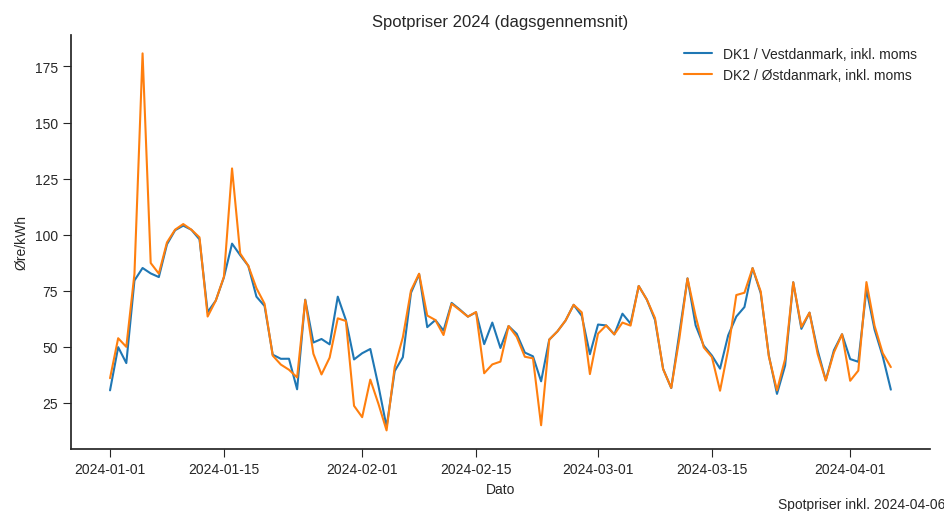 Spotpriser 2024 (dagsgennemsnit)
DK1 / Vestdanmark, inkl. moms
DK2 / Østdanmark, inkl. moms
Øre/kWh
175
150
125
100
75
50
25
2024-01-01 2024-01-15 2024-02-01 2024-02-15 2024-03-01 2024-03-15 2024-04-01
Dato
Spotpriser inkl. 2024-04-06